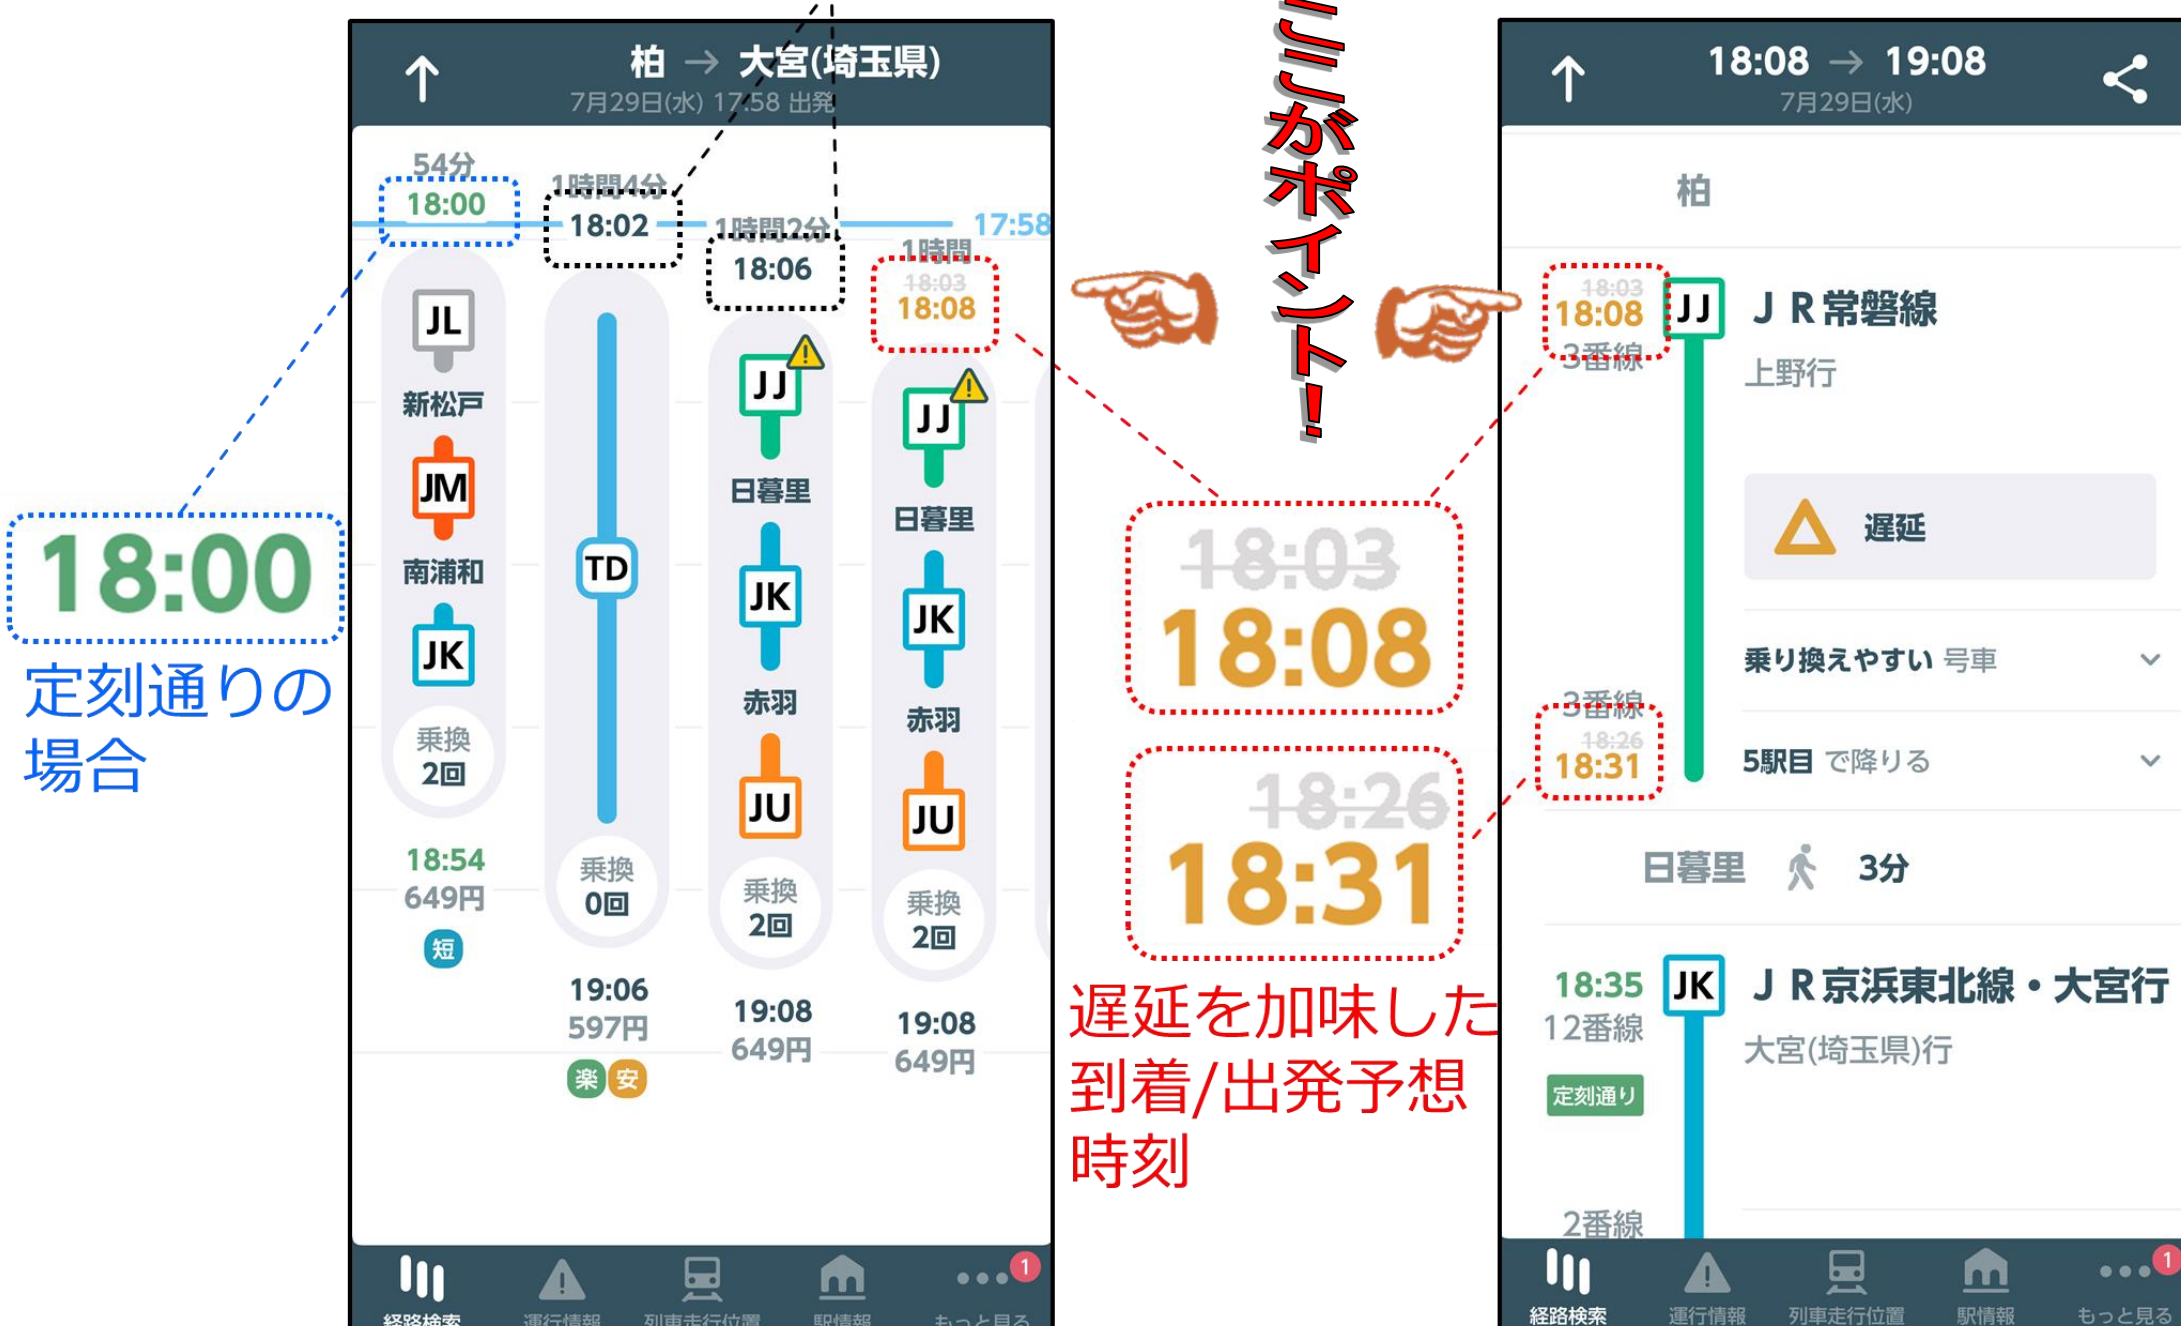 柏 → 大宮(埼玉県)
7月29日(水) 17:58 出発
54分
18:00
1時間4分
18:02
1時間2分
18:06
1時間
18:03
18:08
17:58
JL
新松戸
JM
南浦和
JK
乗換
2回
18:54
649円
短
TD
乗換
0回
19:06
597円
楽 安
JJ
日暮里
JK
赤羽
JU
乗換
2回
19:08
649円
JJ
日暮里
JK
赤羽
JU
乗換
2回
19:08
649円
経路検索 運行情報 列車走行位置 駅情報 もっと見る
1
18:00
定刻通りの
場合
ここがポイント!
18:03
18:08
18:26
18:31
遅延を加味した
到着/出発予想
時刻
18:08 → 19:08
7月29日(水)
柏
18:03
18:08
3番線
JJ
JR常磐線
上野行
遅延
乗り換えやすい 号車
3番線
18:26
18:31
5駅目 で降りる
日暮里 3分
18:35
12番線
定刻通り
JK
JR京浜東北線・大宮行
大宮(埼玉県)行
2番線
経路検索 運行情報 列車走行位置 駅情報 もっと見る
1